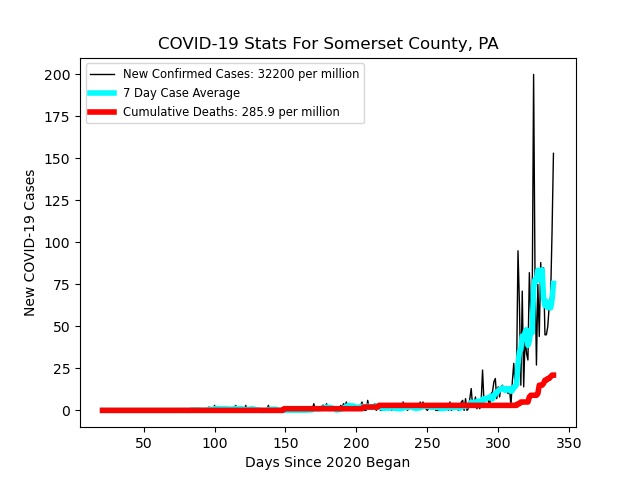 COVID-19 Stats For Somerset County, PA
New Confirmed Cases: 32200 per million
7 Day Case Average
Cumulative Deaths: 285.9 per million
New COVID-19 Cases
200
175
150
125
100
75
50
25
0
50
100
150
200
250
300
350
Days Since 2020 Began